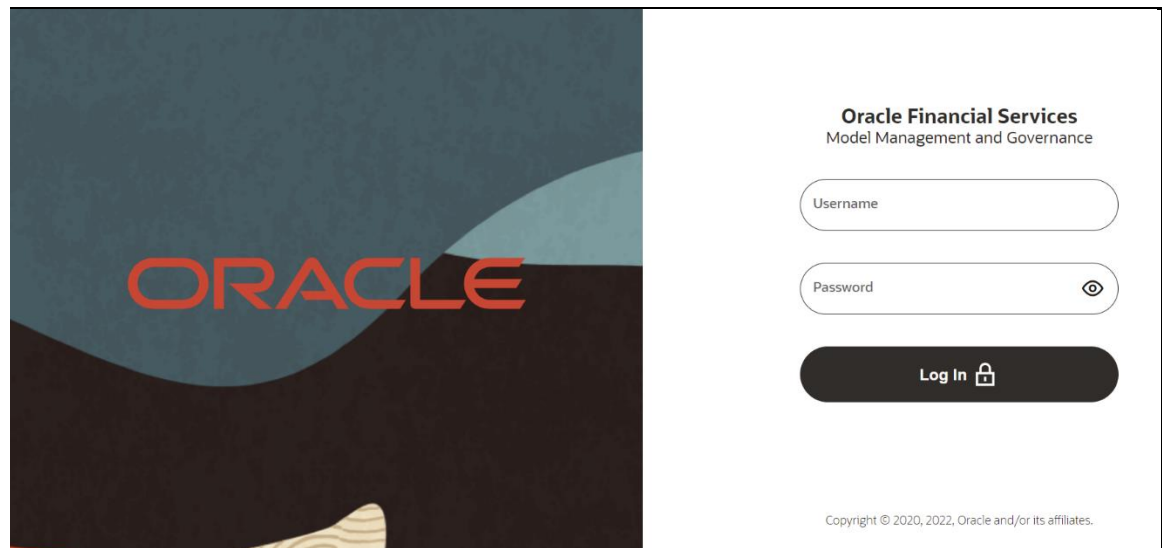 ORACLE
Oracle Financial Services
Model Management and Governance
Username
Password
Log In
Copyright © 2020, 2022, Oracle and/or its affiliates.